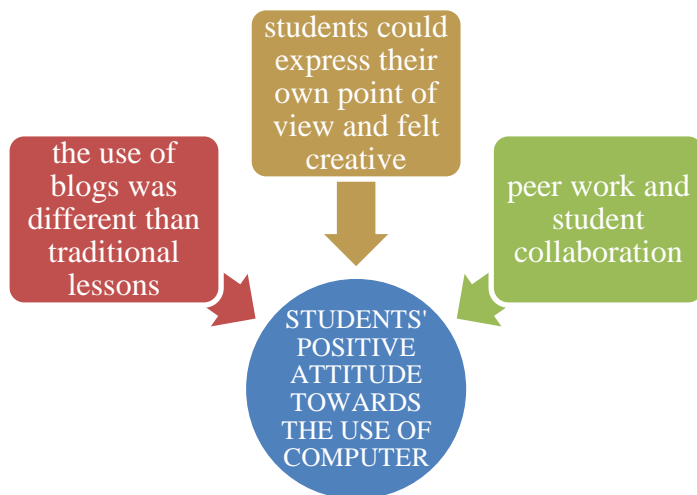 students could
express their
own point of
view and felt
creative
the use of
blogs was
different than
traditional
lessons
peer work and
student
collaboration
STUDENTS'
POSITIVE
ATTITUDE
TOWARDS
THE USE OF
COMPUTER